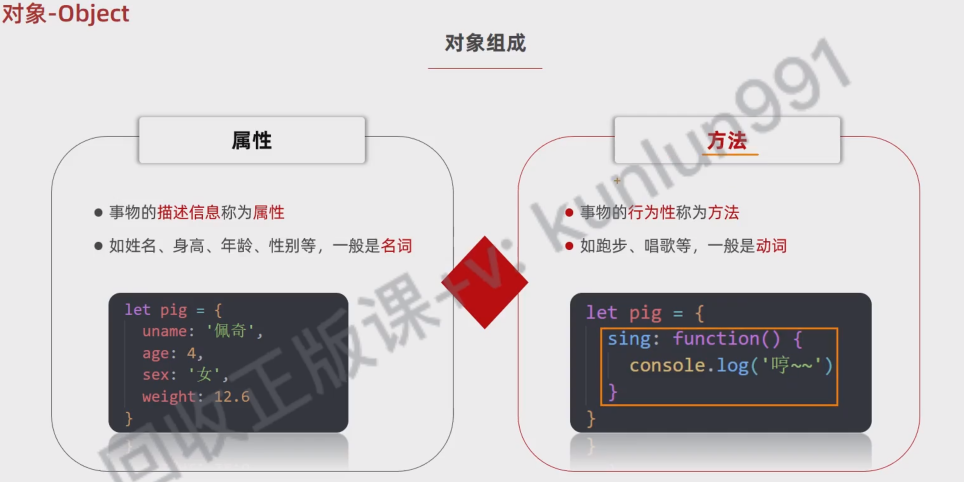 对象-Object
对象组成
属性
事物的描述信息称为属性
如姓名、身高、年龄、性别等，一般是名词
let pig = {
uname: '佩奇',
age: 4,
sex: '女',
weight: 12.6
}
方法
事物的行为性称为方法
如跑步、唱歌等，一般是动词
let pig = {
sing: function() {
console.log('哼~~')
}
}
回收正版课+v: kunlun991